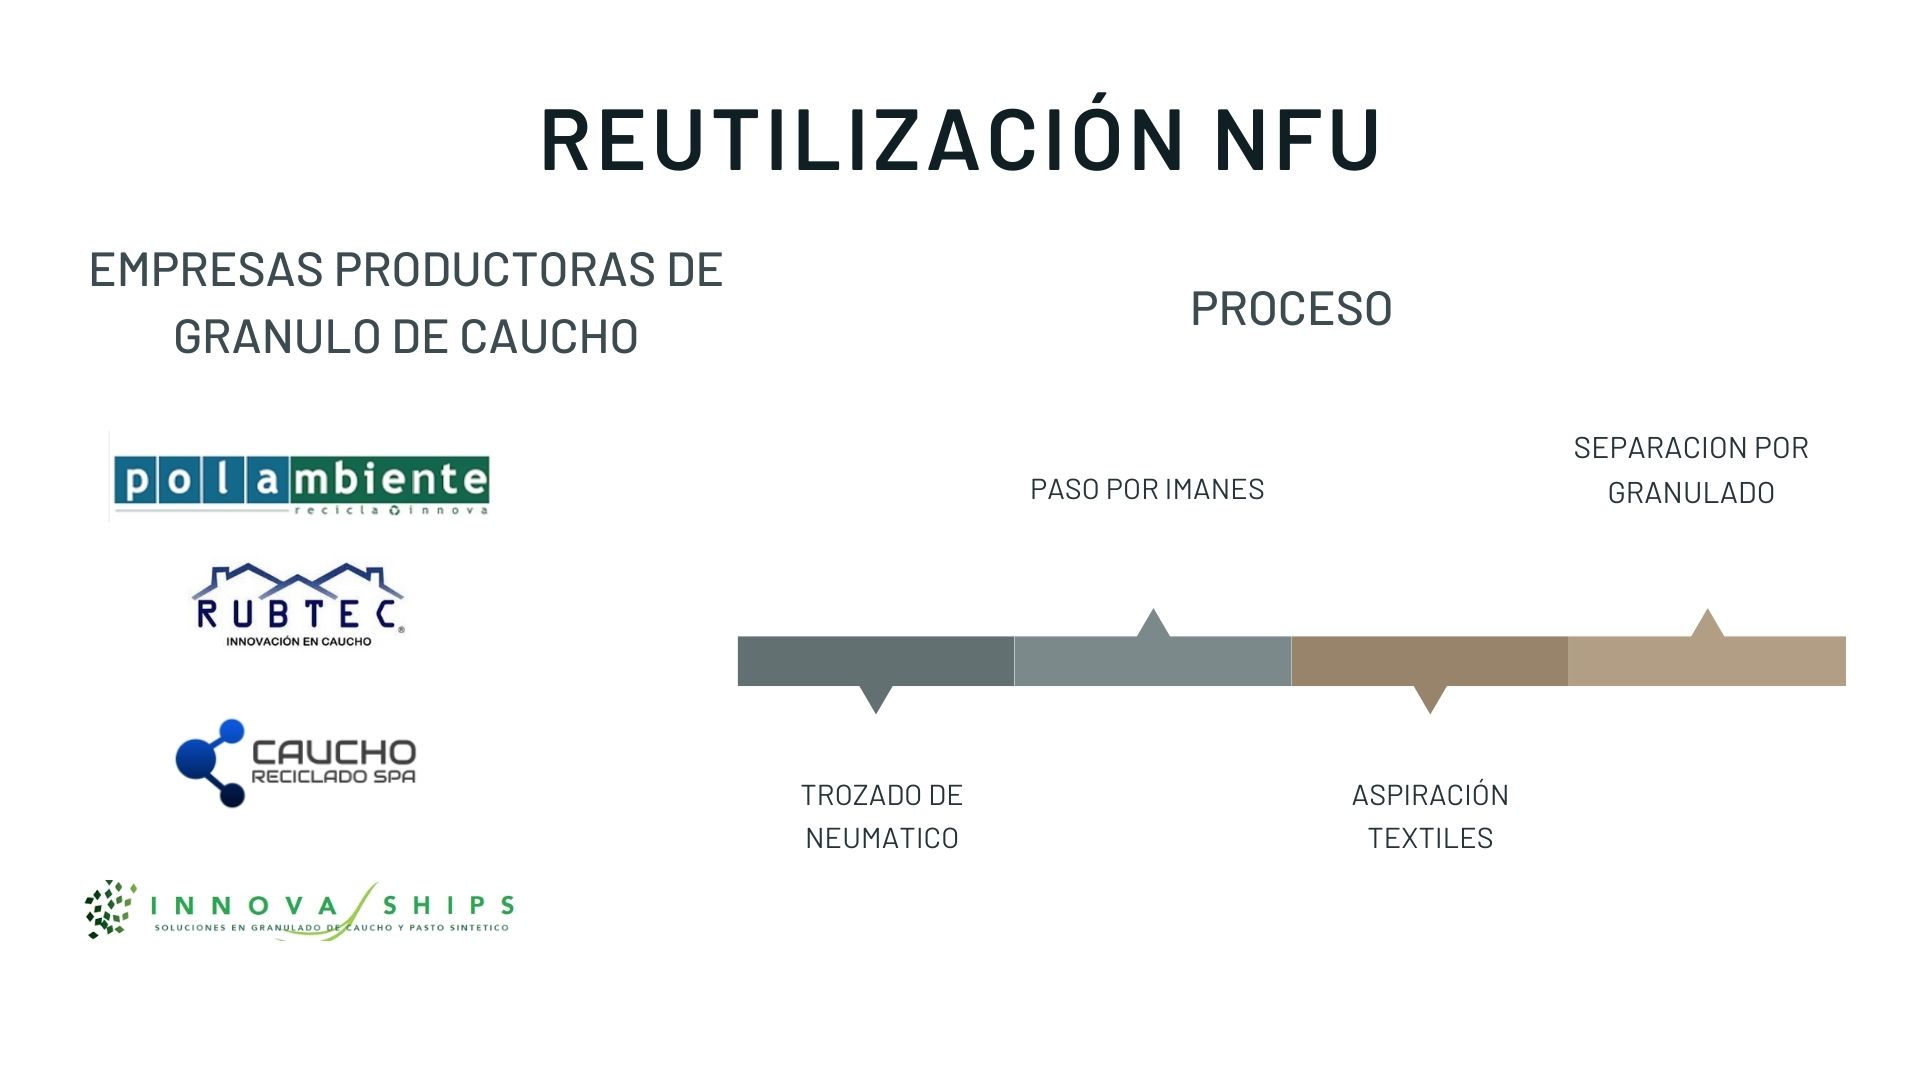 REUTILIZACIÓN NFU
EMPRESAS PRODUCTORAS DE
GRANULO DE CAUCHO
polambiente
recicla innova
RUBTEC®
INNOVACIÓN EN CAUCHO
CAUCHO
RECICLADO SPA
INNOVA SHIPS
SOLUCIONES EN GRANULADO DE CAUCHO Y PASTO SINTETICO
PROCESO
TROZADO DE
NEUMATICO
PASO POR IMANES
ASPIRACIÓN
TEXTILES
SEPARACION POR
GRANULADO